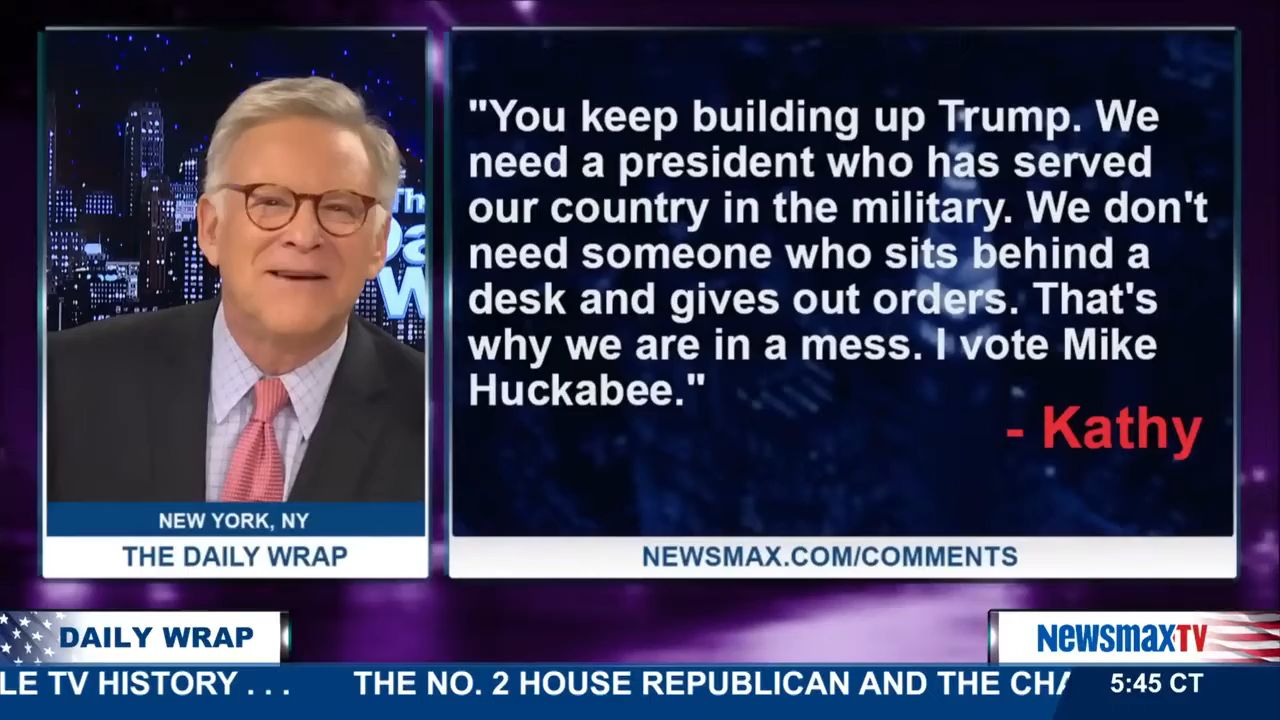 The
Da
W
NEW YORK, NY
THE DAILY WRAP
"You keep building up Trump. We
need a president who has served
our country in the military. We don't
need someone who sits behind a
desk and gives out orders. That's
why we are in a mess. I vote Mike
Huckabee."
- Kathy
NEWSMAX.COM/COMMENTS
DAILY WRAP
NEWSMAXTV
LE TV HISTORY . . . THE NO. 2 HOUSE REPUBLICAN AND THE CHA
5:45 CT